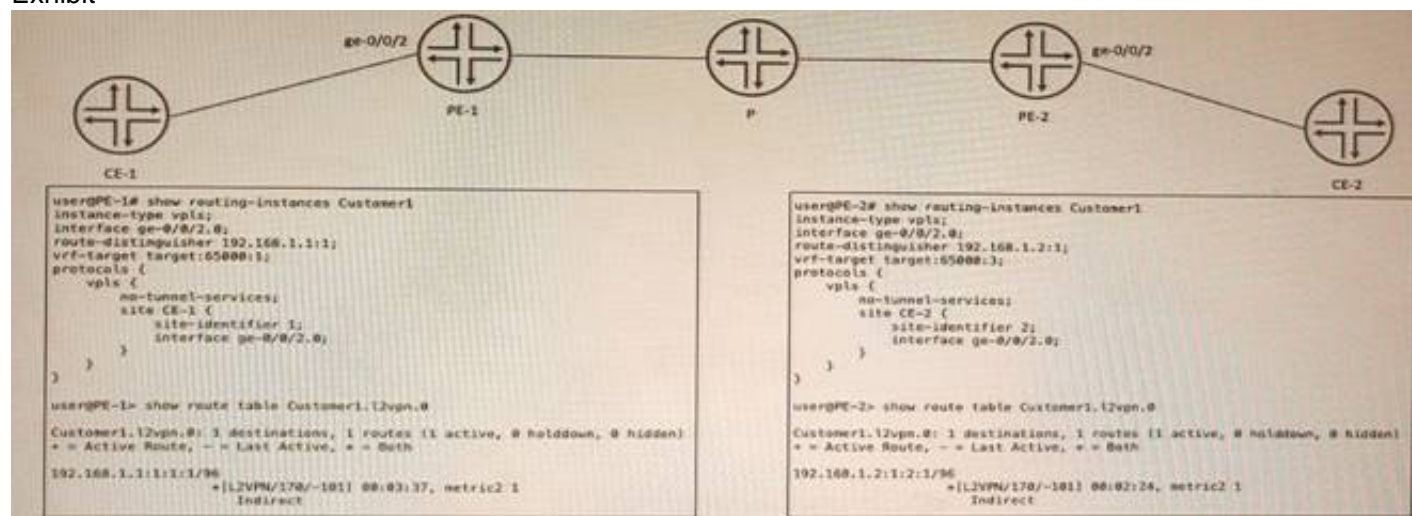 Exhibit
ge-0/0/2
ge-0/0/2
PE-1
P
PE-2
CE-1
CE-2
user@PE-1# show routing-instances Customer1
instance-type vpls;
interface ge-0/0/2.0;
route-distinguisher 192.168.1.1:1;
vrf-target target:65000:1;
protocols {
vpls {
no-tunnel-services;
site CE-1 {
site-identifier 1;
interface ge-0/0/2.0;
}
}
}
user@PE-1> show route table Customer1.l2vpn.0
Customer1.l2vpn.0: 1 destinations, 1 routes (1 active, 0 holddown, 0 hidden)
+ = Active Route, - = Last Active, * = Both
192.168.1.1:1:1:1/96
*[L2VPN/170/-101] 00:03:37, metric2 1
Indirect
user@PE-2# show routing-instances Customer1
instance-type vpls;
interface ge-0/0/2.0;
route-distinguisher 192.168.1.2:1;
vrf-target target:65000:3;
protocols {
vpls {
no-tunnel-services;
site CE-2 {
site-identifier 2;
interface ge-0/0/2.0;
}
}
}
user@PE-2> show route table Customer1.l2vpn.0
Customer1.l2vpn.0: 1 destinations, 1 routes (1 active, 0 holddown, 0 hidden)
+ = Active Route, - = Last Active, * = Both
192.168.1.2:1:2:1/96
*[L2VPN/170/-101] 00:02:24, metric2 1
Indirect